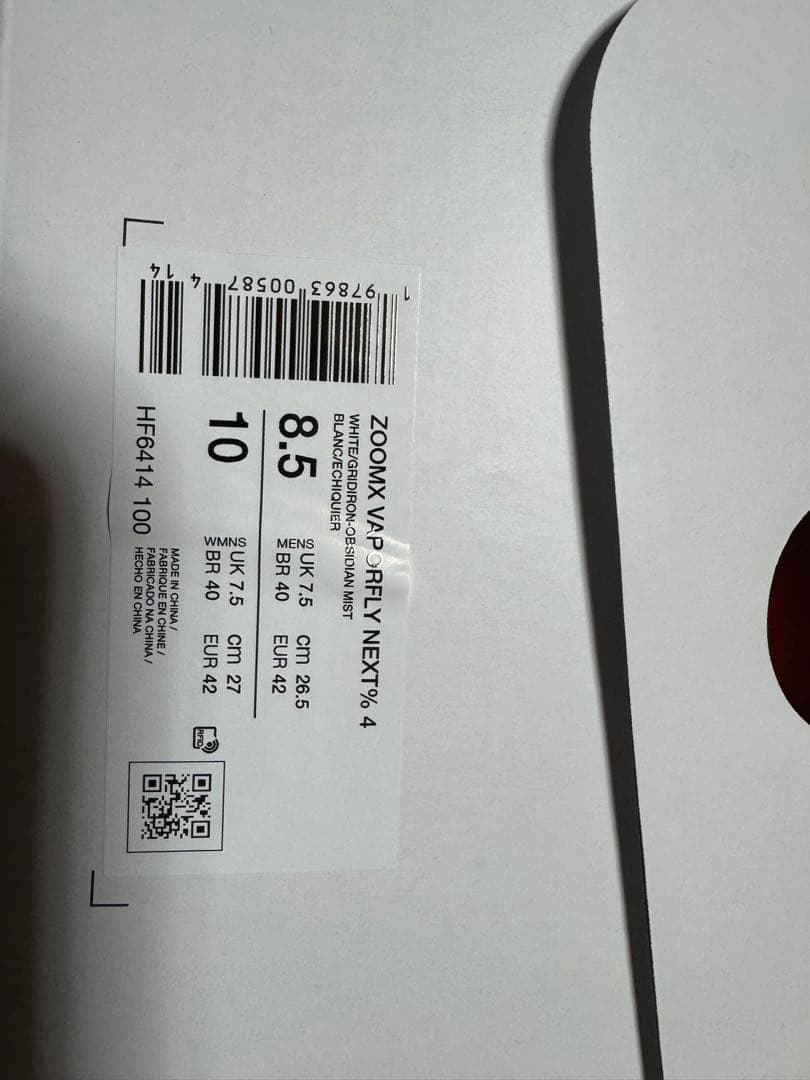 ZOOMX VAPORFLY NEXT% 4
WHITE/GRIDIRON-OBSIDIAN MIST
BLANC/ECHIQUIER
8.5
MENS
UK 7.5 cm 26.5
BR 40 EUR 42
10
WMNS
UK 7.5 cm 27
BR 40 EUR 42
HF6414 100
MADE IN CHINA /
FABRIQUE EN CHINE /
FABRICADO NA CHINA /
HECHO EN CHINA
RFID
1 97863 00587 4
14